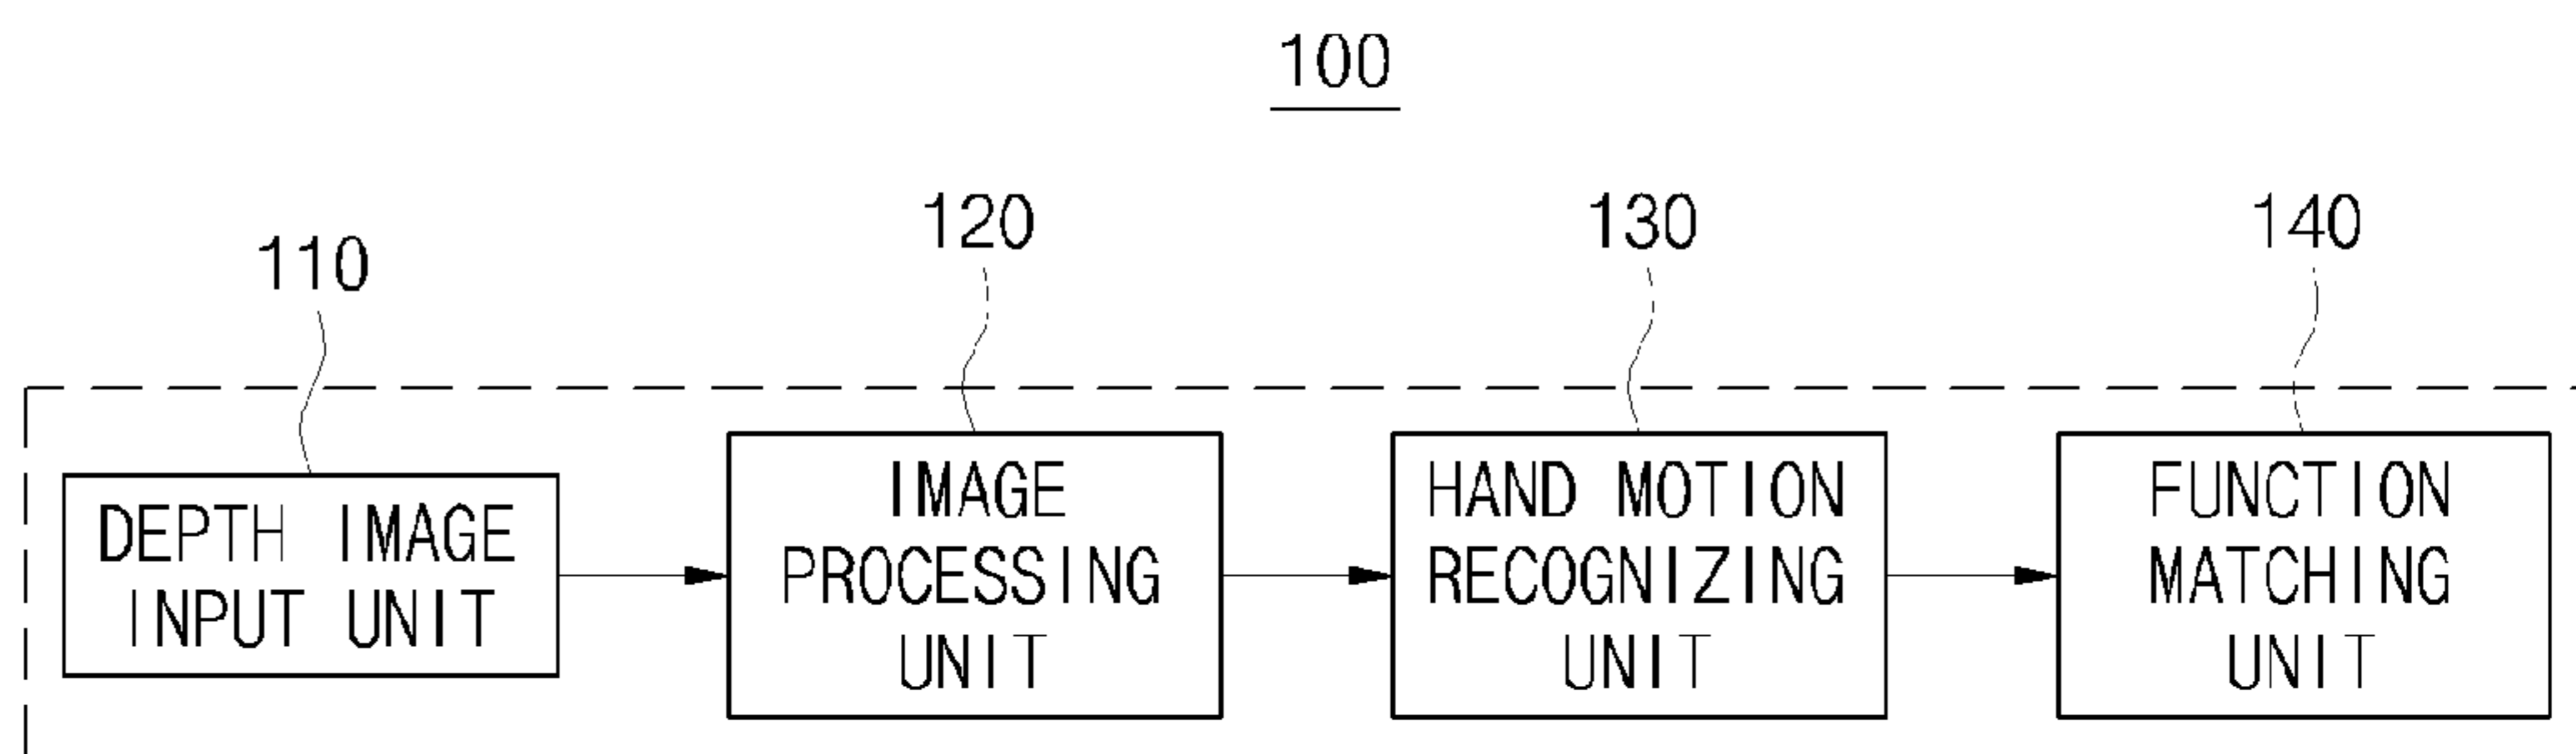 100
110
120
130
140
DEPTH IMAGE
INPUT UNIT
IMAGE
PROCESSING
UNIT
HAND MOTION
RECOGNIZING
UNIT
FUNCTION
MATCHING
UNIT